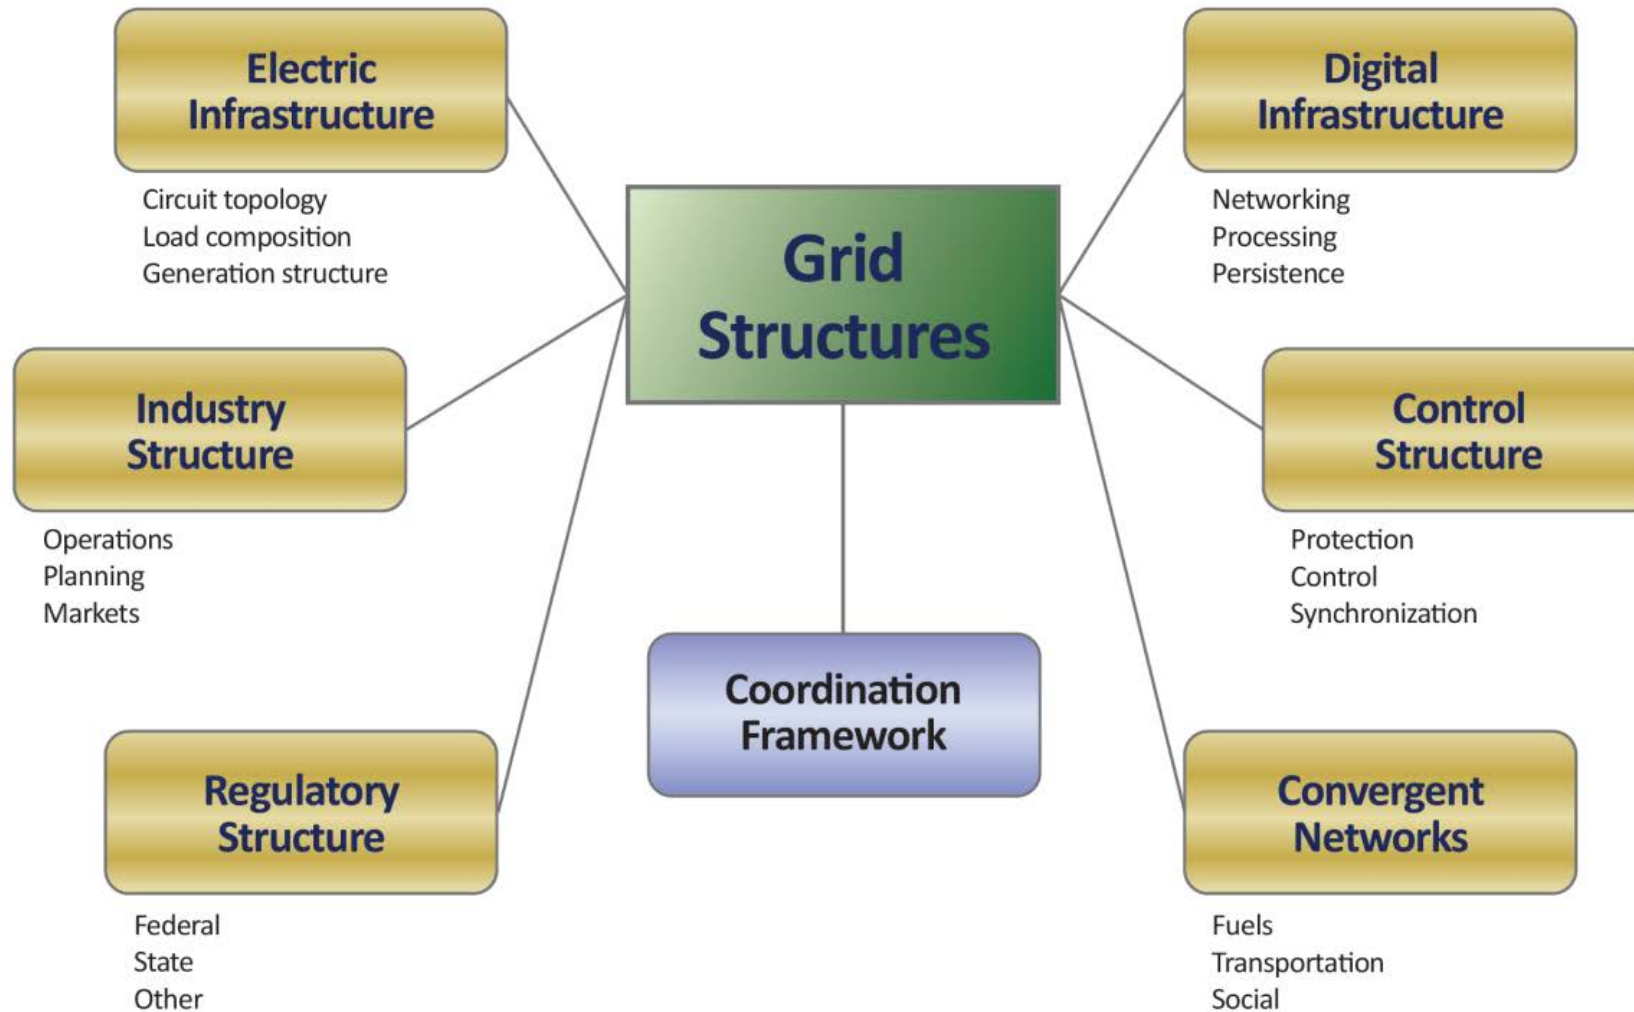 Electric
Infrastructure
Circuit topology
Load composition
Generation structure
Industry
Structure
Operations
Planning
Markets
Regulatory
Structure
Federal
State
Other
Grid
Structures
Coordination
Framework
Digital
Infrastructure
Networking
Processing
Persistence
Control
Structure
Protection
Control
Synchronization
Convergent
Networks
Fuels
Transportation
Social